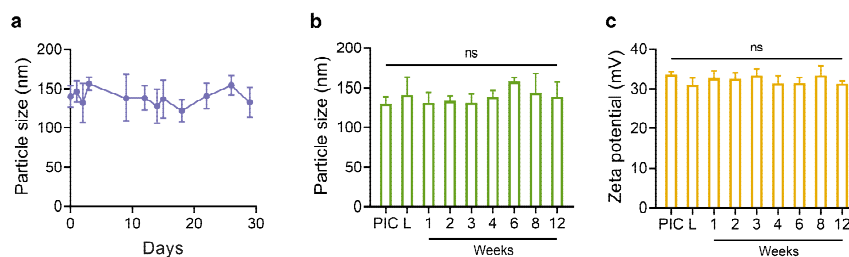 a
Particle size (nm)
200
150
100
50
0
0 10 20 30
Days
b
ns
Particle size (nm)
200
150
100
50
0
PIC L 1 2 3 4 6 8 12
Weeks
c
ns
Zeta potential (mV)
40
30
20
10
0
PIC L 1 2 3 4 6 8 12
Weeks